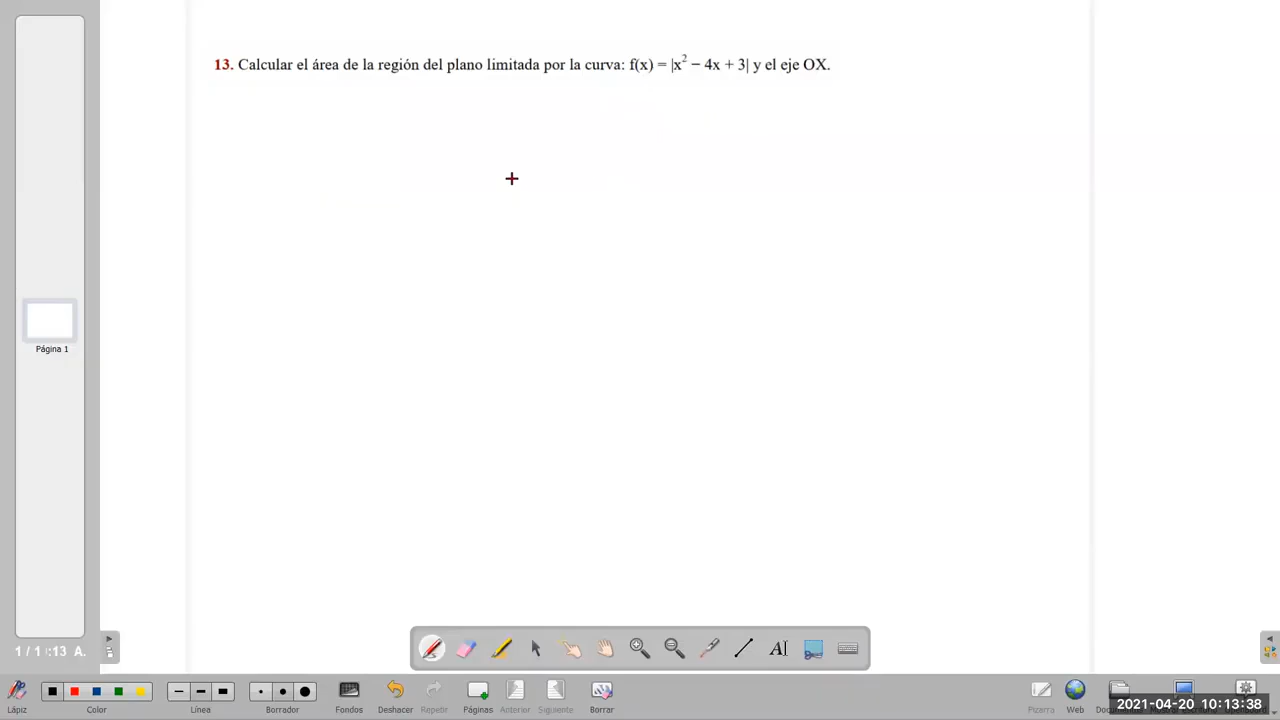 13. Calcular el área de la región del plano limitada por la curva: f(x) = |x² − 4x + 3| y el eje OX.
Página 1
1 / 1
:13 A.
Lápiz
Color
Línea
Borrador
Fondos
Deshacer
Repetir
Páginas
Anterior
Siguiente
Borrar
Pizarra
Web
2021-04-20 10:13:38